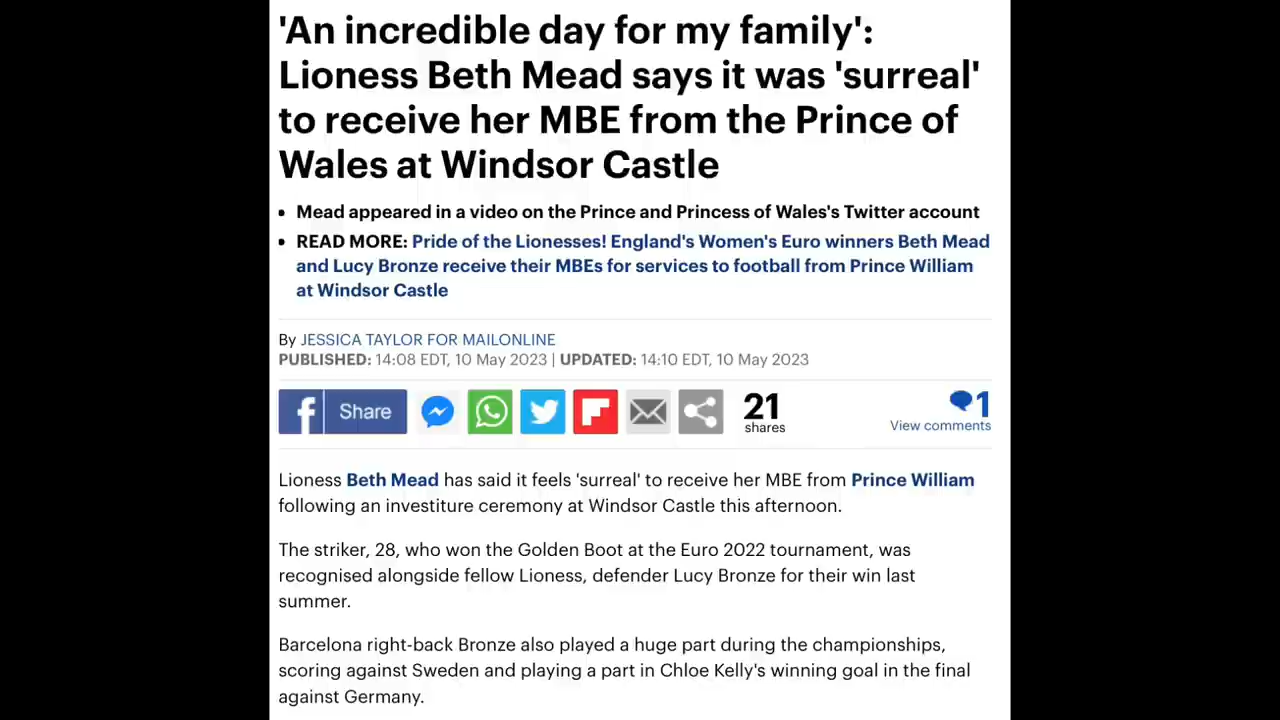 'An incredible day for my family':
Lioness Beth Mead says it was 'surreal'
to receive her MBE from the Prince of
Wales at Windsor Castle
• Mead appeared in a video on the Prince and Princess of Wales's Twitter account
• READ MORE: Pride of the Lionesses! England's Women's Euro winners Beth Mead
and Lucy Bronze receive their MBEs for services to football from Prince William
at Windsor Castle
By JESSICA TAYLOR FOR MAILONLINE
PUBLISHED: 14:08 EDT, 10 May 2023 | UPDATED: 14:10 EDT, 10 May 2023
f Share
21
shares
1
View comments
Lioness Beth Mead has said it feels 'surreal' to receive her MBE from Prince William
following an investiture ceremony at Windsor Castle this afternoon.
The striker, 28, who won the Golden Boot at the Euro 2022 tournament, was
recognised alongside fellow Lioness, defender Lucy Bronze for their win last
summer.
Barcelona right-back Bronze also played a huge part during the championships,
scoring against Sweden and playing a part in Chloe Kelly's winning goal in the final
against Germany.